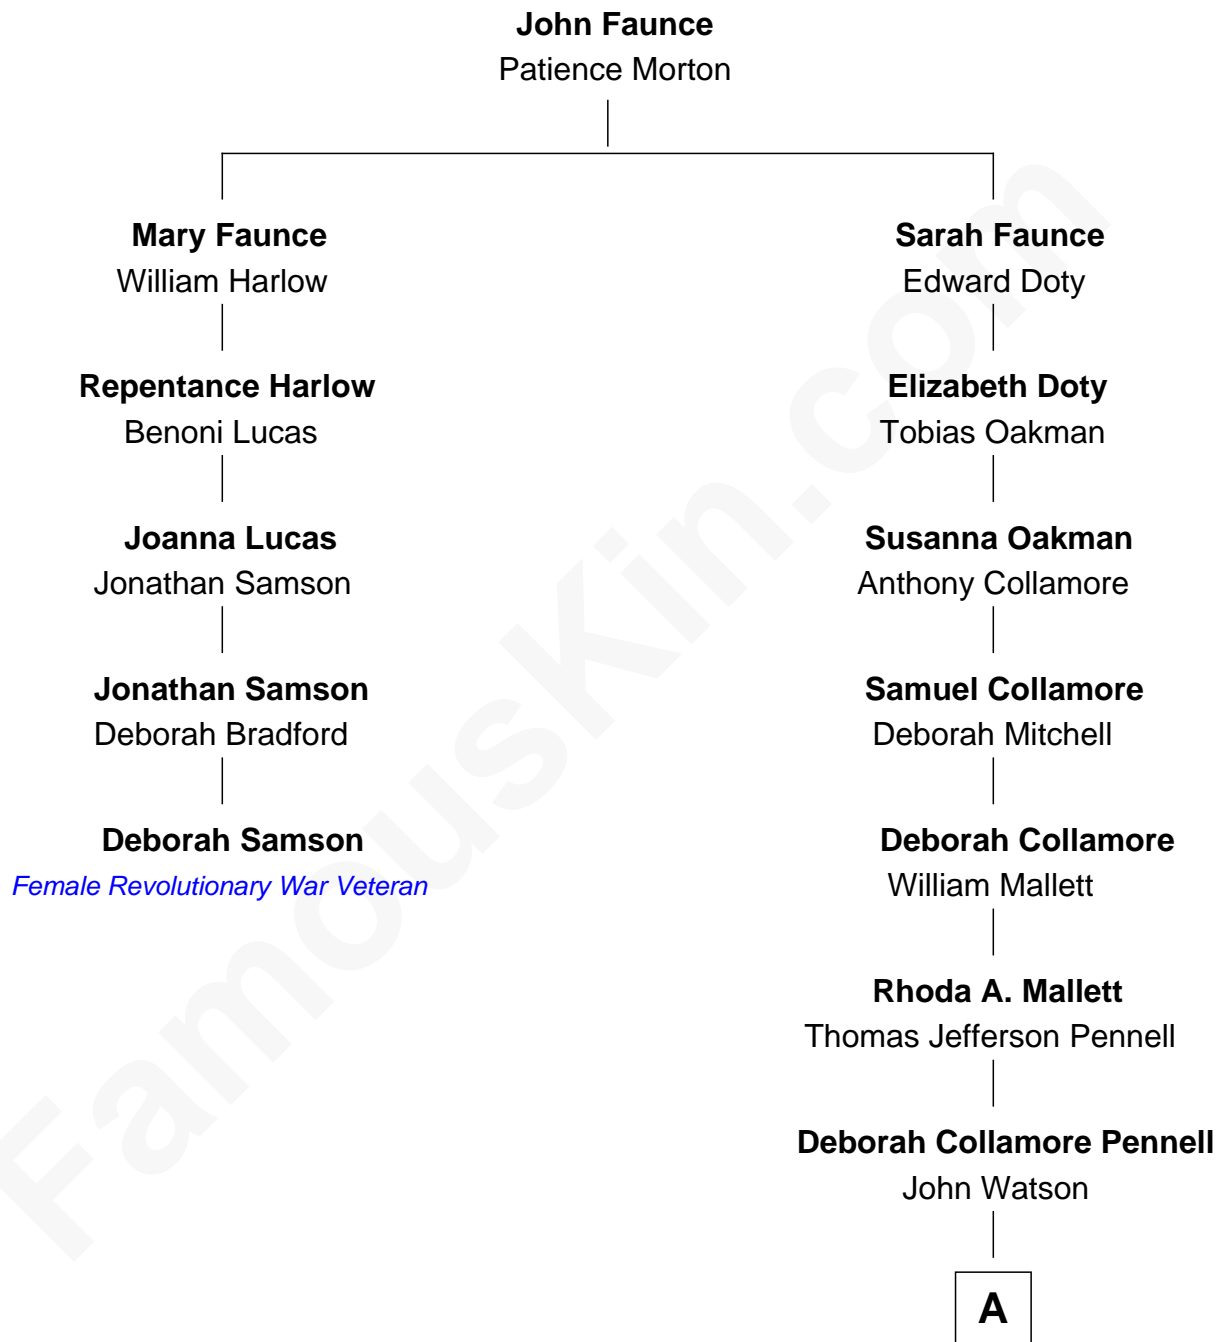 John Faunce
Patience Morton
Mary Faunce
William Harlow
Sarah Faunce
Edward Doty
Repentance Harlow
Benoni Lucas
Elizabeth Doty
Tobias Oakman
Joanna Lucas
Jonathan Samson
Susanna Oakman
Anthony Collamore
Jonathan Samson
Deborah Bradford
Samuel Collamore
Deborah Mitchell
Deborah Samson
Female Revolutionary War Veteran
Deborah Collamore
William Mallett
Rhoda A. Mallett
Thomas Jefferson Pennell
Deborah Collamore Pennell
John Watson
A
FamousKin.com